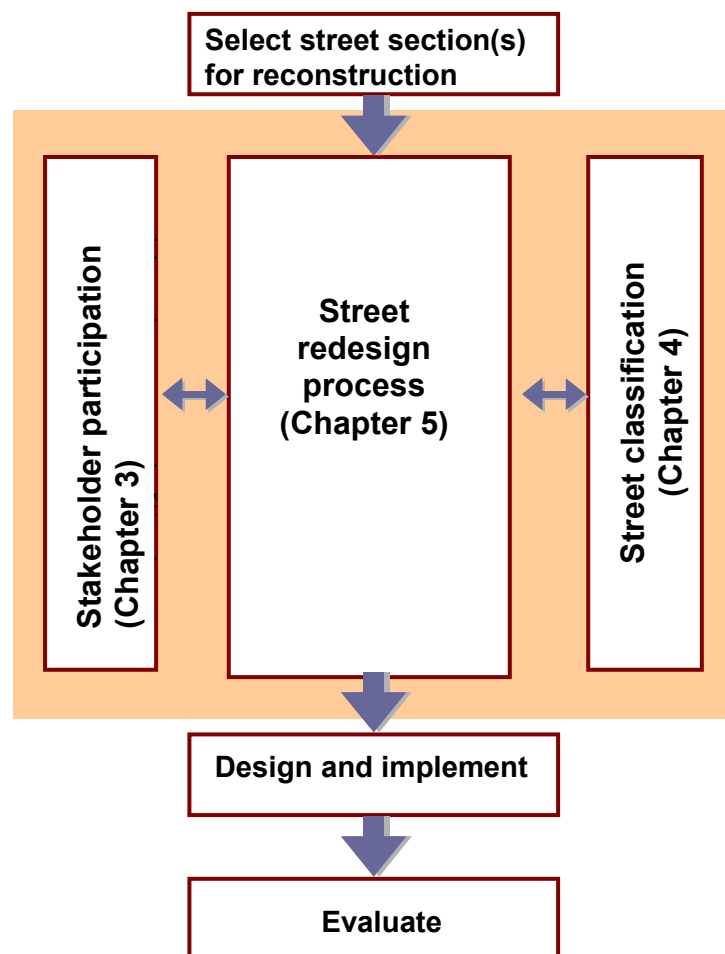 Select street section(s)
for reconstruction
Stakeholder participation
(Chapter 3)
Street
redesign
process
(Chapter 5)
Street classification
(Chapter 4)
Design and implement
Evaluate